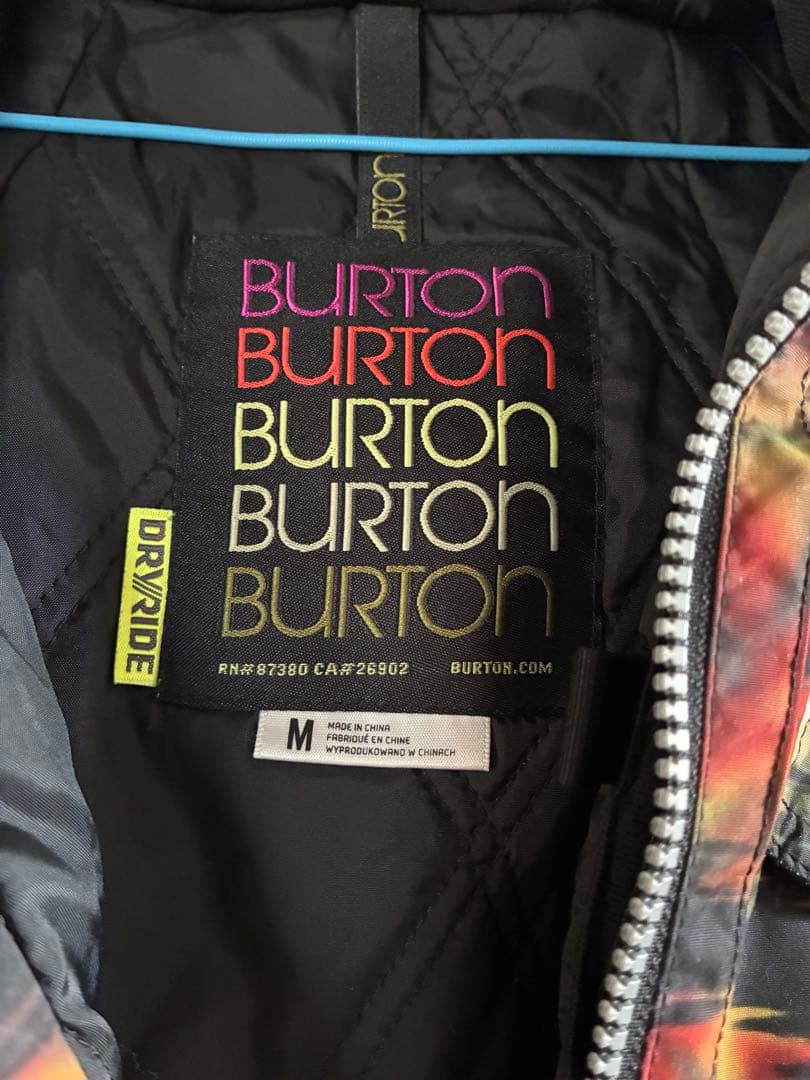 URTON
BURTON
BURTON
BURTON
BURTON
BURTON
RN# 87380 CA# 26902 BURTON.COM
DRY//RIDE
M
MADE IN CHINA
FABRIQUÉ EN CHINE
WYPRODUKOWANO W CHINACH